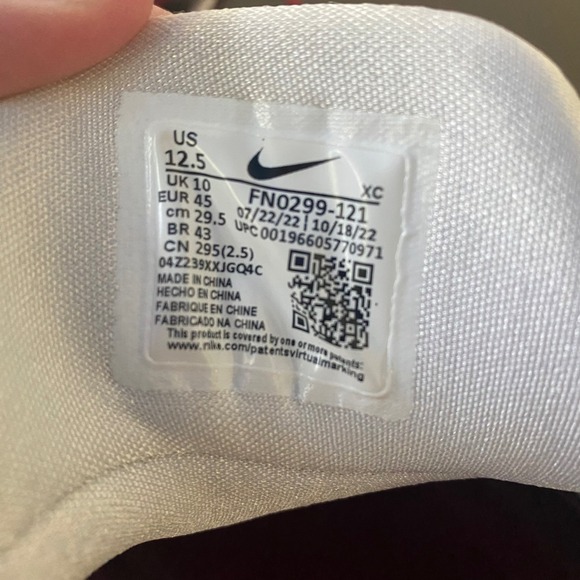 US
12.5
XC
UK 10
FN0299-121
EUR 45
07/22/22 | 10/18/22
cm 29.5
UPC 00196605770971
BR 43
CN 295(2.5)
04Z239XXJGQ4C
MADE IN CHINA
HECHO EN CHINA
FABRIQUE EN CHINE
FABRICADO NA CHINA
This product is covered by one or more patents:
www.nike.com/patentsvirtualmarking